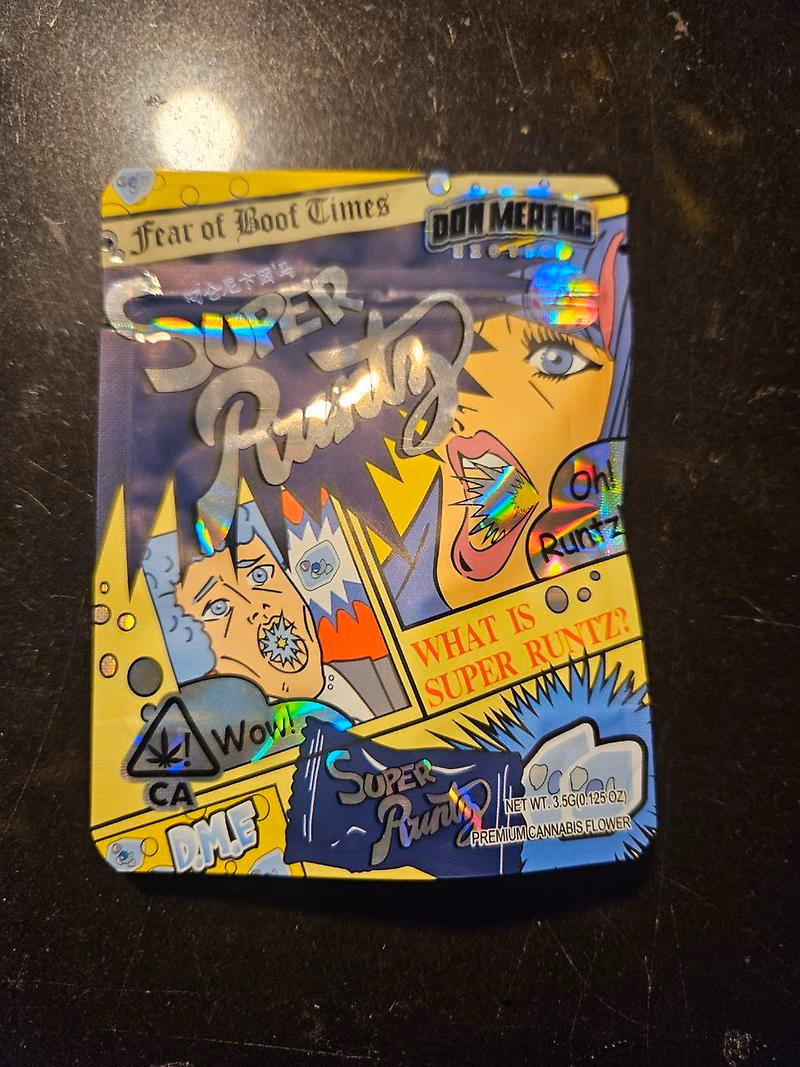 Fear of Boof Times
DON MERFOS
EXOTICS
SUPER
Runtz
Oh!
Runtz
WHAT IS
SUPER RUNTZ?
Wow!
!
CA
SUPER
Runtz
NET WT. 3.5G(0.125 OZ)
PREMIUM CANNABIS FLOWER
D.M.E